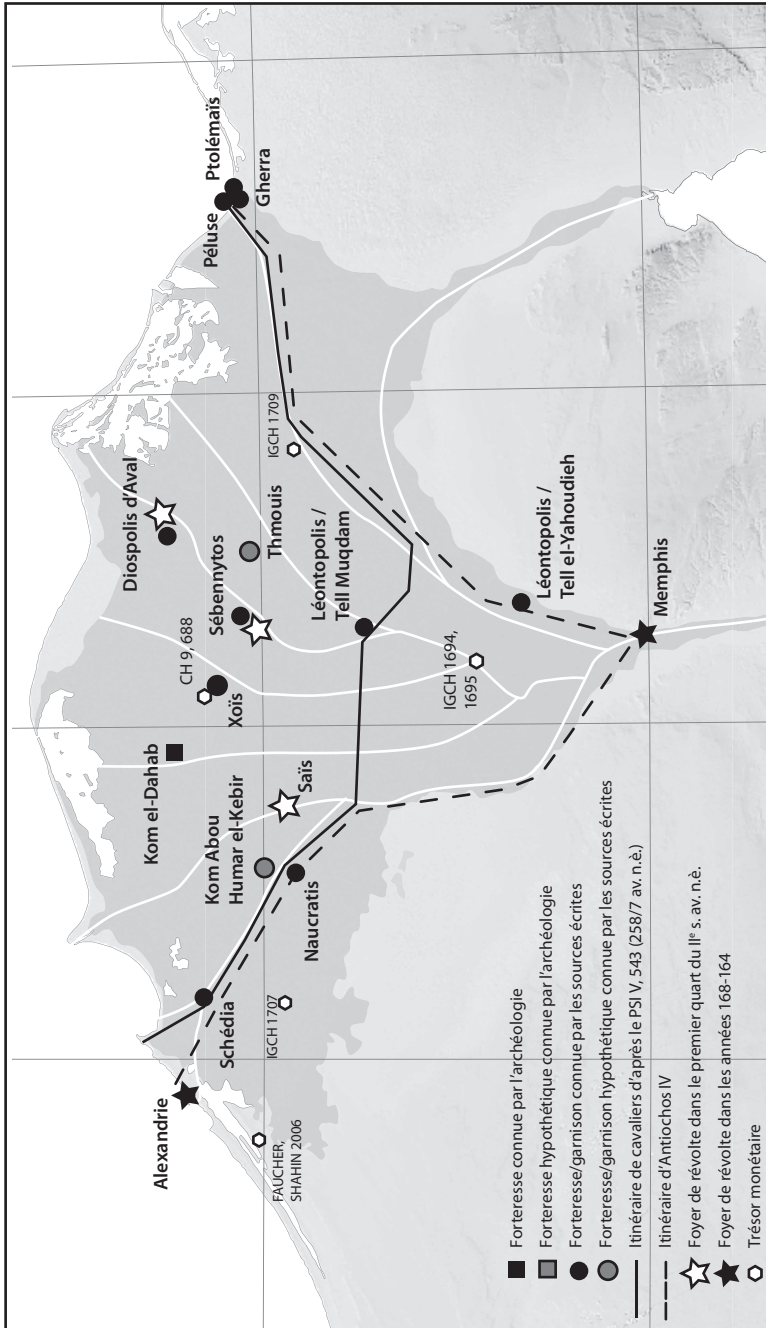 Alexandrie
Schédia
FAUCHER,
SHAHIN 2006
IGCH 1707
Naucratis
Kom Abou
Humar el-Kebir
Saïs
Kom el-Dahab
CH 9, 688
Xoïs
Sébennytos
Diospolis d'Aval
Thmouis
Léontopolis /
Tell Muqdam
IGCH 1709
Péluse
Ptolémaïs
Gherra
IGCH 1694,
1695
Léontopolis /
Tell el-Yahoudieh
Memphis
Forteresse connue par l'archéologie
Forteresse hypothétique connue par l'archéologie
Forteresse/garnison connue par les sources écrites
Forteresse/garnison hypothétique connue par les sources écrites
Itinéraire de cavaliers d'après le PSI V, 543 (258/7 av. n.è.)
Itinéraire d'Antiochos IV
Foyer de révolte dans le premier quart du IIe s. av. n.è.
Foyer de révolte dans les années 168-164
Trésor monétaire